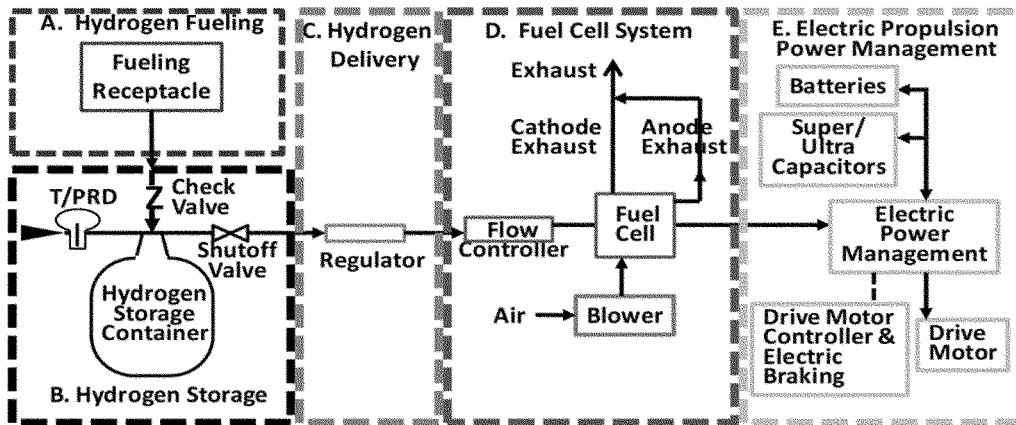 A. Hydrogen Fueling
Fueling
Receptacle
T/PRD
Check
Valve
Shutoff
Valve
Hydrogen
Storage
Container
B. Hydrogen Storage
C. Hydrogen
Delivery
Regulator
D. Fuel Cell System
Exhaust
Cathode
Exhaust
Anode
Exhaust
Flow
Controller
Fuel
Cell
Air
Blower
E. Electric Propulsion
Power Management
Batteries
Super/
Ultra
Capacitors
Electric
Power
Management
Drive Motor
Controller &
Electric
Braking
Drive
Motor